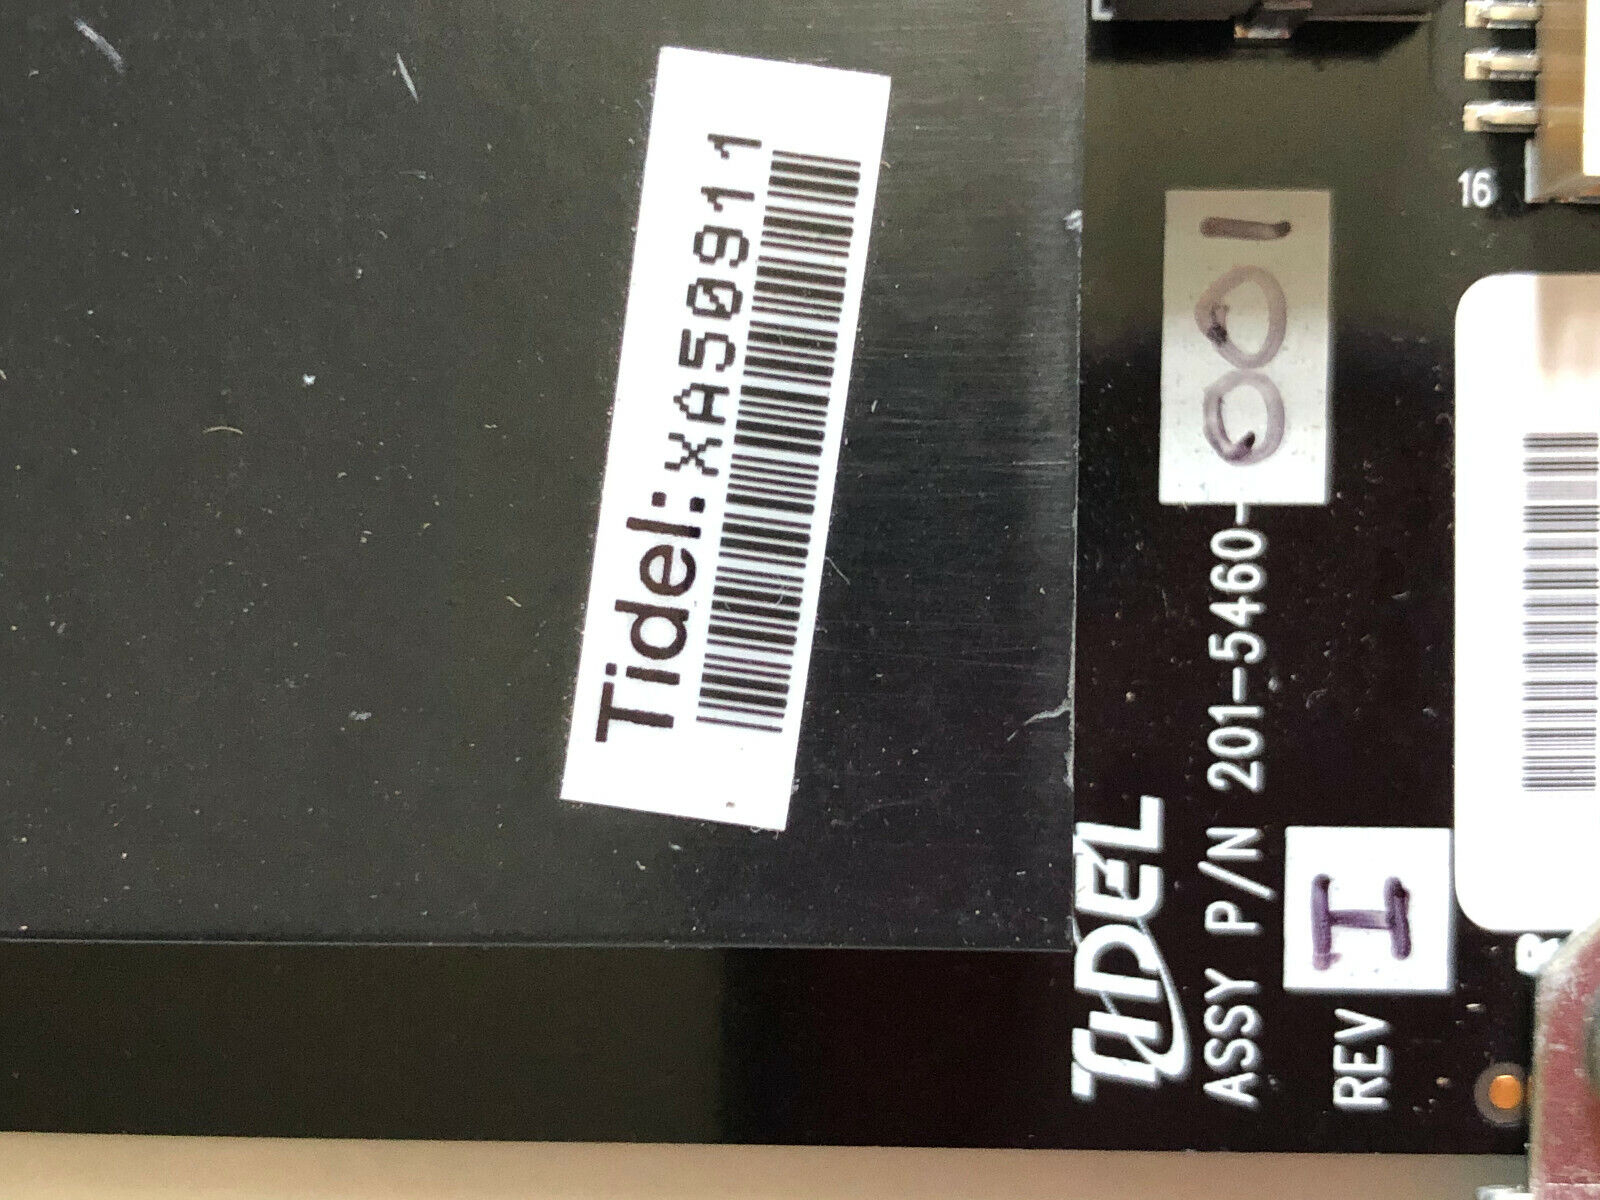 Tidel:XA50911
TIDEL
ASSY P/N 201-5460-001
REV I
16
R